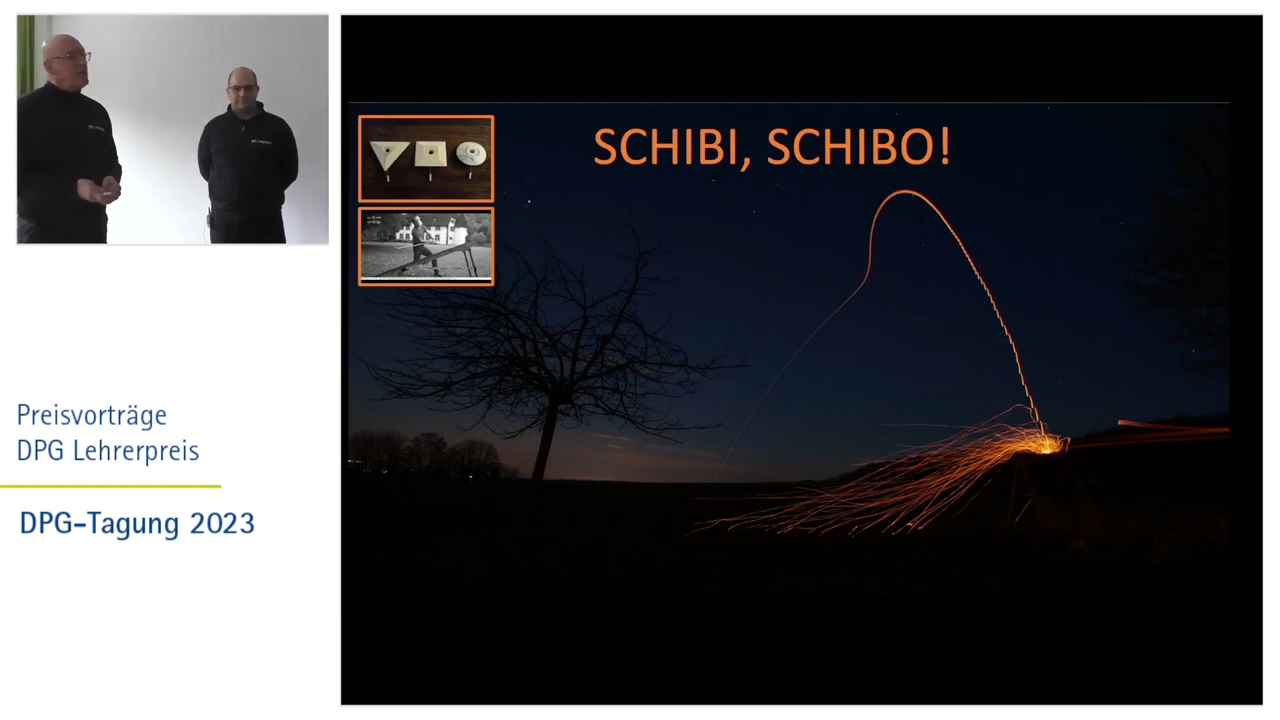 SCHIBI, SCHIBO!
Preisvorträge
DPG Lehrerpreis
DPG-Tagung 2023